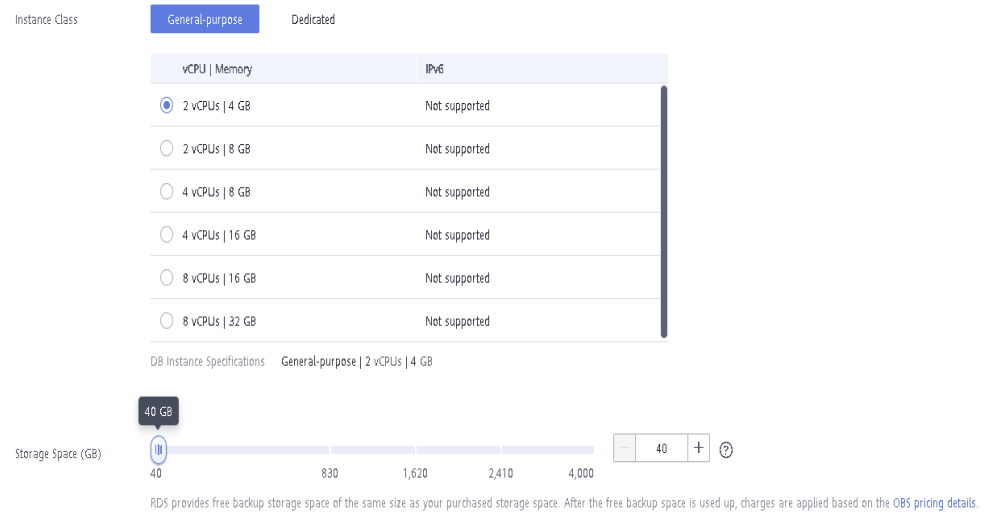 Instance Class General-purpose Dedicated
vCPU | Memory IPv6
2 vCPUs | 4 GB Not supported
2 vCPUs | 8 GB Not supported
4 vCPUs | 8 GB Not supported
4 vCPUs | 16 GB Not supported
8 vCPUs | 16 GB Not supported
8 vCPUs | 32 GB Not supported
DB Instance Specifications General-purpose | 2 vCPUs | 4 GB
40 GB
Storage Space (GB) 40 ?
40 830 1,620 2,410 4,000
RDS provides free backup storage space of the same size as your purchased storage space. After the free backup space is used up, charges are applied based on the OBS pricing details.